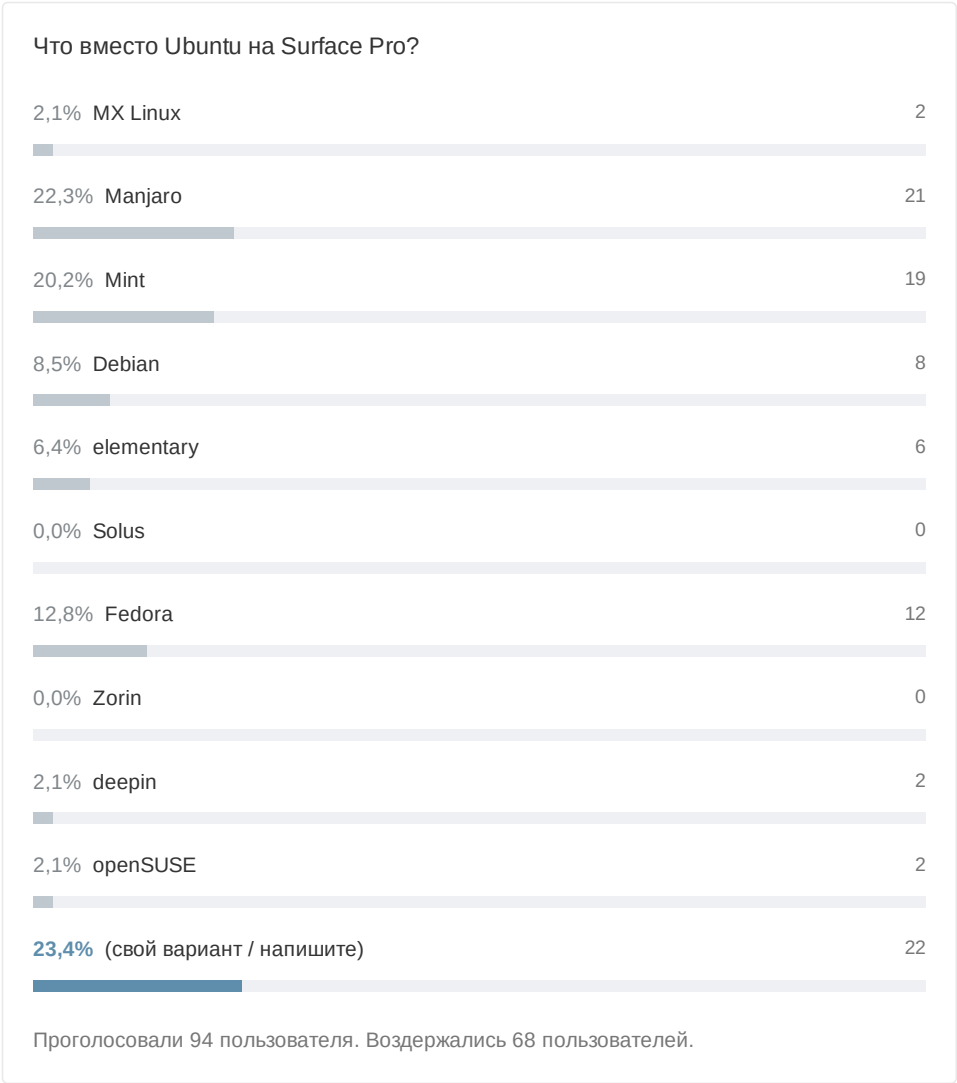 Что вместо Ubuntu на Surface Pro?
2,1% MX Linux 2
22,3% Manjaro 21
20,2% Mint 19
8,5% Debian 8
6,4% elementary 6
0,0% Solus 0
12,8% Fedora 12
0,0% Zorin 0
2,1% deepin 2
2,1% openSUSE 2
23,4% (свой вариант / напишите) 22
Проголосовали 94 пользователя. Воздержались 68 пользователей.